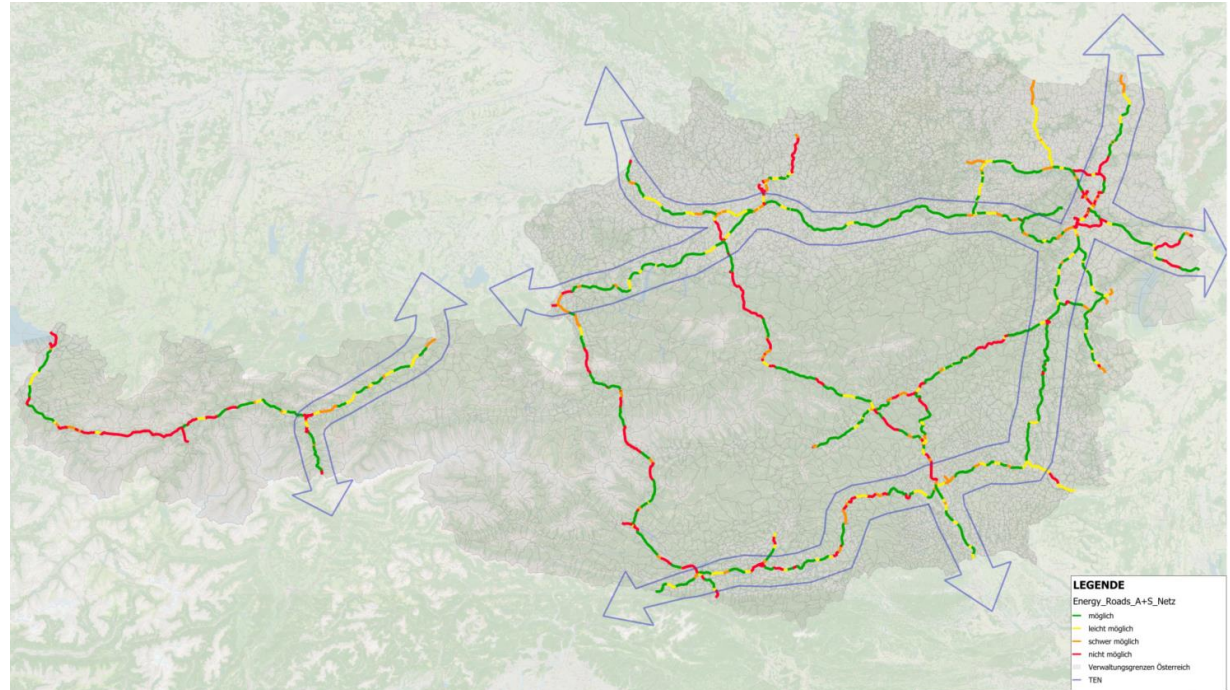 LEGENDE
Energy_Roads_A+S_Netz
möglich
leicht möglich
schwer möglich
nicht möglich
Verwaltungsgrenzen Österreich
TEN